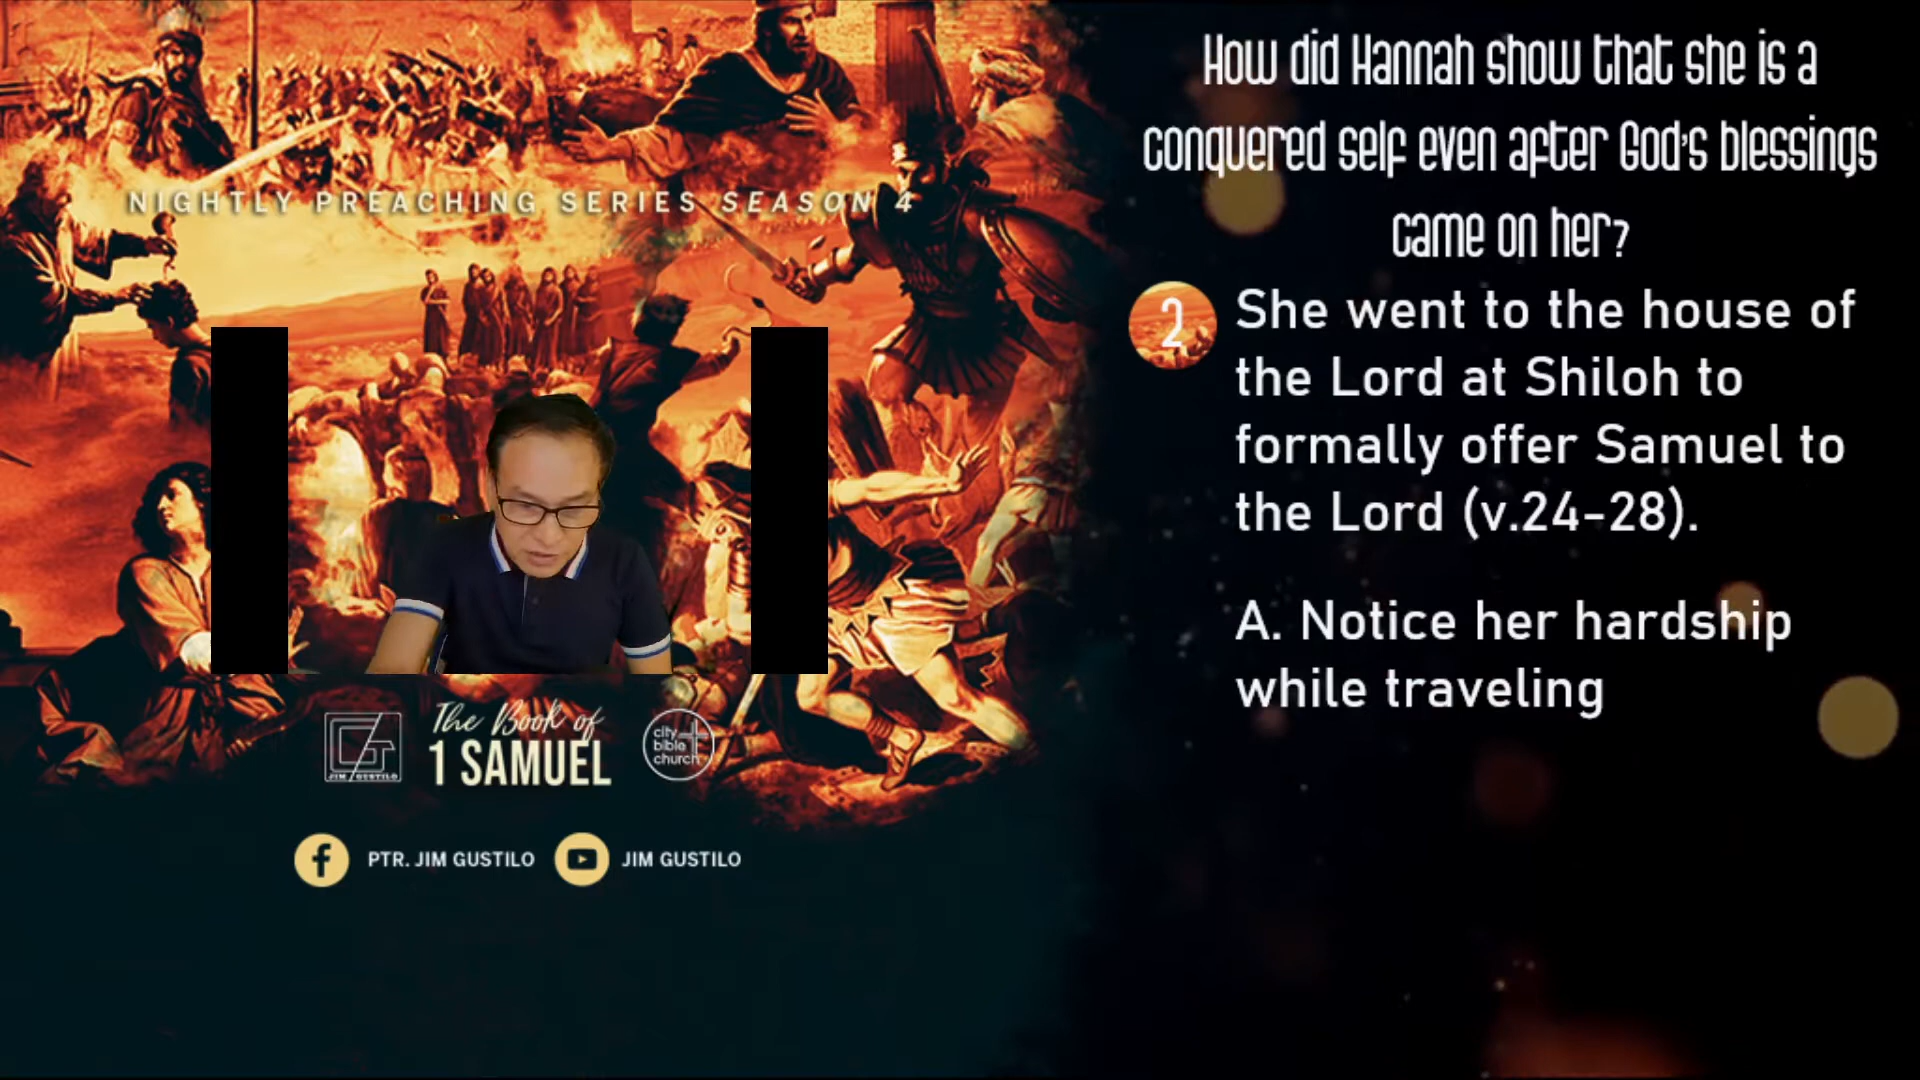 How did Hannah show that she is a
conquered self even after God's blessings
came on her?
2
She went to the house of
the Lord at Shiloh to
formally offer Samuel to
the Lord (v.24-28).
A. Notice her hardship
while traveling
NIGHTLY PREACHING SERIES SEASON 4
JIM GUSTILO
The Book of
1 SAMUEL
city
bible
church
PTR. JIM GUSTILO
JIM GUSTILO